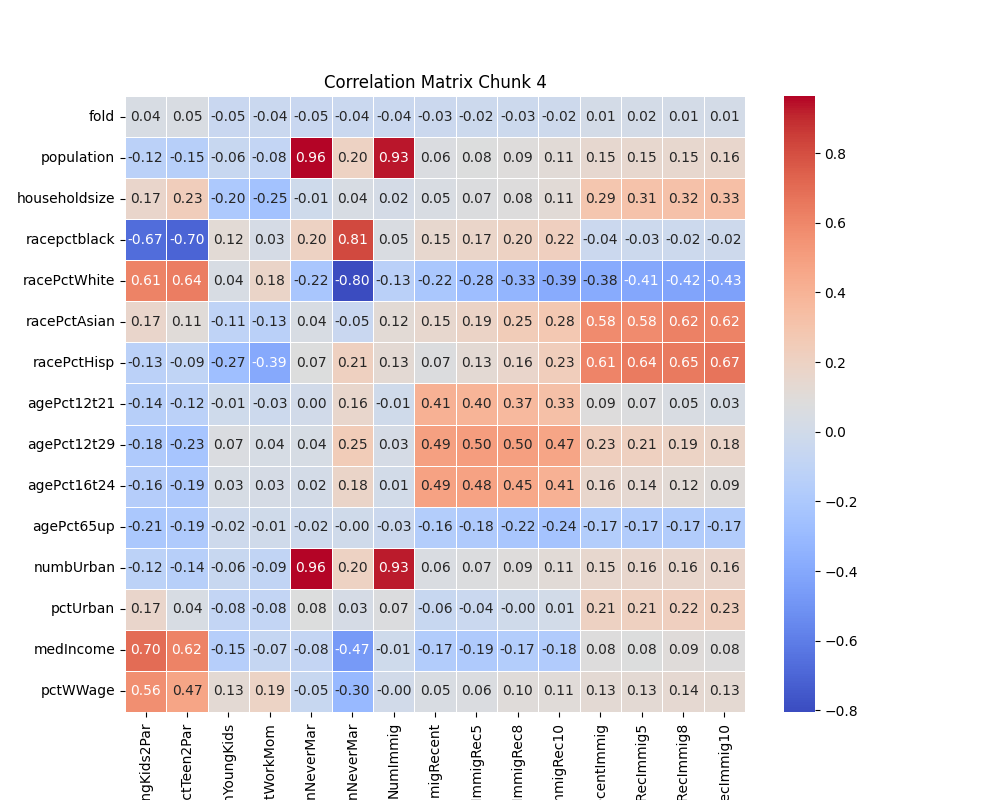 Correlation Matrix Chunk 4
fold 0.04 0.05 -0.05 -0.04 -0.05 -0.04 -0.04 -0.03 -0.02 -0.03 -0.02 0.01 0.02 0.01 0.01
population -0.12 -0.15 -0.06 -0.08 0.96 0.20 0.93 0.06 0.08 0.09 0.11 0.15 0.15 0.15 0.16
householdsize 0.17 0.23 -0.20 -0.25 -0.01 0.04 0.02 0.05 0.07 0.08 0.11 0.29 0.31 0.32 0.33
racepctblack -0.67 -0.70 0.12 0.03 0.20 0.81 0.05 0.15 0.17 0.20 0.22 -0.04 -0.03 -0.02 -0.02
racePctWhite 0.61 0.64 0.04 0.18 -0.22 -0.80 -0.13 -0.22 -0.28 -0.33 -0.39 -0.38 -0.41 -0.42 -0.43
racePctAsian 0.17 0.11 -0.11 -0.13 0.04 -0.05 0.12 0.15 0.19 0.25 0.28 0.58 0.58 0.62 0.62
racePctHisp -0.13 -0.09 -0.27 -0.39 0.07 0.21 0.13 0.07 0.13 0.16 0.23 0.61 0.64 0.65 0.67
agePct12t21 -0.14 -0.12 -0.01 -0.03 0.00 0.16 -0.01 0.41 0.40 0.37 0.33 0.09 0.07 0.05 0.03
agePct12t29 -0.18 -0.23 0.07 0.04 0.04 0.25 0.03 0.49 0.50 0.50 0.47 0.23 0.21 0.19 0.18
agePct16t24 -0.16 -0.19 0.03 0.03 0.02 0.18 0.01 0.49 0.48 0.45 0.41 0.16 0.14 0.12 0.09
agePct65up -0.21 -0.19 -0.02 -0.01 -0.02 -0.00 -0.03 -0.16 -0.18 -0.22 -0.24 -0.17 -0.17 -0.17 -0.17
numbUrban -0.12 -0.14 -0.06 -0.09 0.96 0.20 0.93 0.06 0.07 0.09 0.11 0.15 0.16 0.16 0.16
pctUrban 0.17 0.04 -0.08 -0.08 0.08 0.03 0.07 -0.06 -0.04 -0.00 0.01 0.21 0.21 0.22 0.23
medIncome 0.70 0.62 -0.15 -0.07 -0.08 -0.47 -0.01 -0.17 -0.19 -0.17 -0.18 0.08 0.08 0.09 0.08
pctWWage 0.56 0.47 0.13 0.19 -0.05 -0.30 -0.00 0.05 0.06 0.10 0.11 0.13 0.13 0.14 0.13
ngKids2Par
ctTeen2Par
nYoungKids
tWorkMom
nNeverMar
nNeverMar
NumImmig
migRecent
ImmigRec5
ImmigRec8
nmigRec10
centImmig
RecImmig5
RecImmig8
ecImmig10
0.8
0.6
0.4
0.2
0.0
−0.2
−0.4
−0.6
−0.8